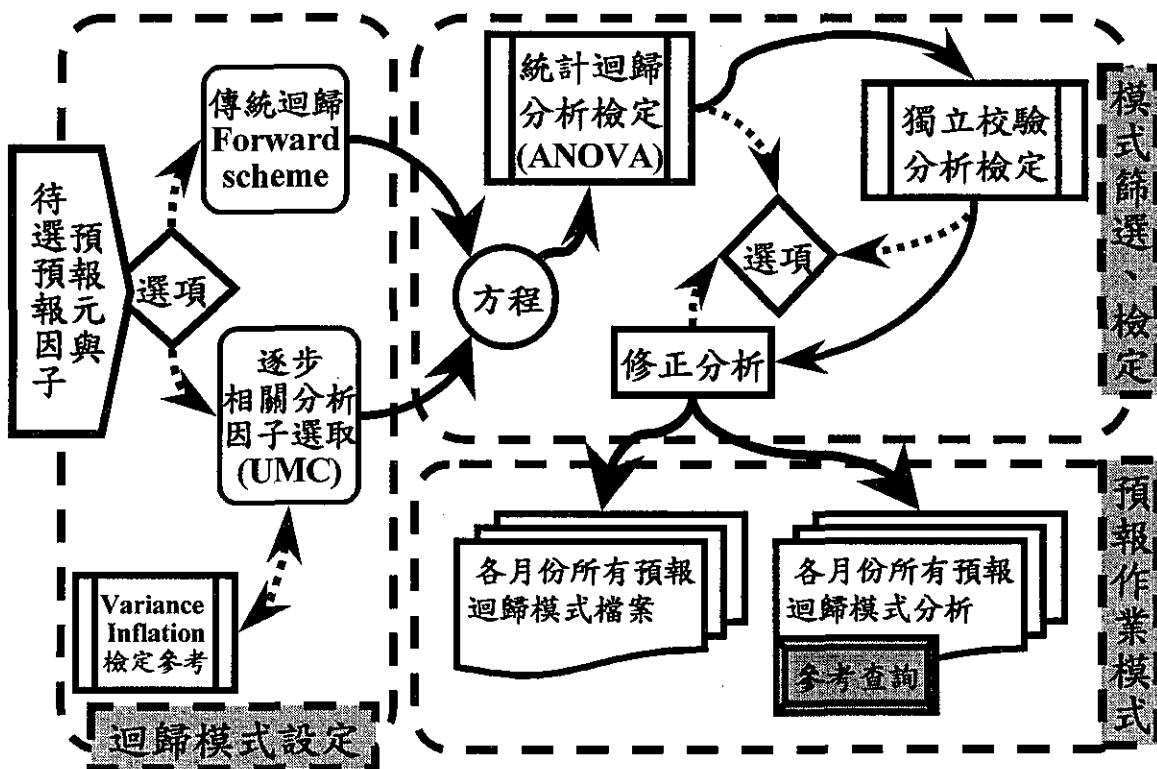 待選預報因子
預報元與
選項
傳統迴歸
Forward
scheme
逐步
相關分析
因子選取
(UMC)
Variance
Inflation
檢定參考
迴歸模式設定
方程
統計迴歸
分析檢定
(ANOVA)
獨立校驗
分析檢定
選項
修正分析
模式篩選、檢定
各月份所有預報
迴歸模式檔案
各月份所有預報
迴歸模式分析
參考查詢
預報作業模式